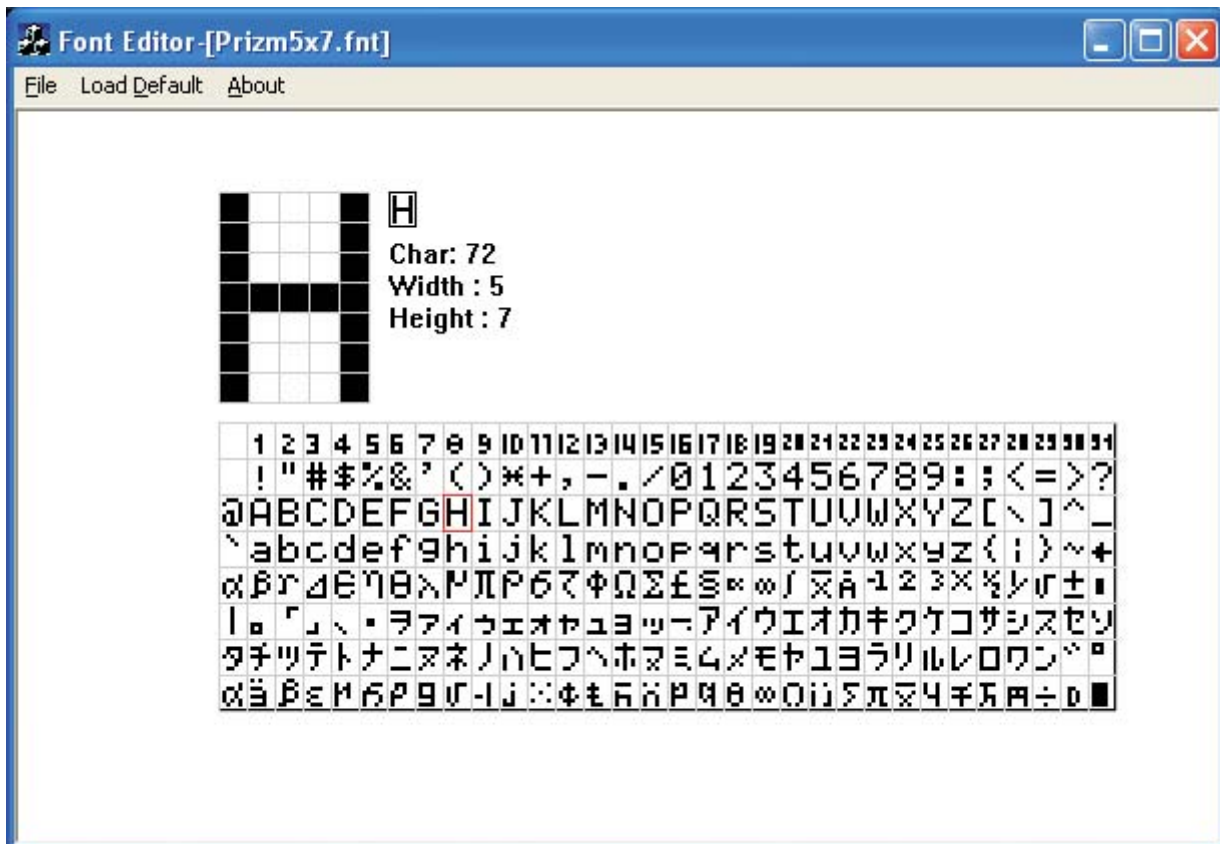 Font Editor-[Prizm5x7.fnt]
File Load Default About
H
Char: 72
Width : 5
Height : 7
1 2 3 4 5 6 7 8 9 10 11 12 13 14 15 16 17 18 19 20 21 22 23 24 25 26 27 28 29 30 31
! " # $ % & ' ( ) * + , - . / 0 1 2 3 4 5 6 7 8 9 : ; < = > ?
@ A B C D E F G H I J K L M N O P Q R S T U V W X Y Z [ \ ] ^ _
` a b c d e f g h i j k l m n o p q r s t u v w x y z { | } ~
。 「 」 、 ・ ヲ ァ ィ ゥ ェ ォ ャ ュ ョ ッ ー ア イ ウ エ オ カ キ ク ケ コ サ シ ス セ ソ
タ チ ツ テ ト ナ ニ ヌ ネ ノ ハ ヒ フ ヘ ホ マ ミ ム メ モ ヤ ユ ヨ ラ リ ル レ ロ ワ ン ゛ ゜